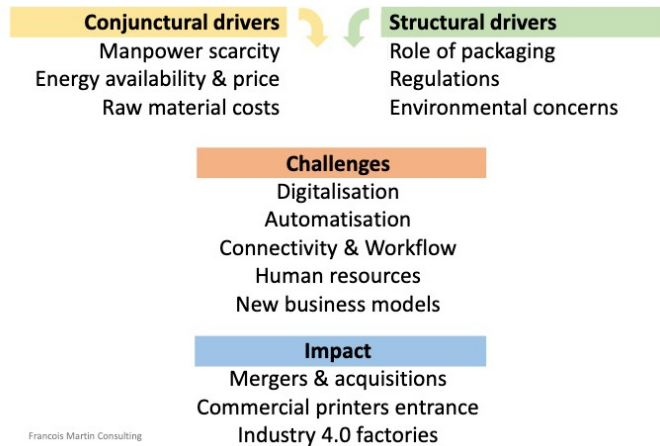 Conjunctural drivers
Manpower scarcity
Energy availability & price
Raw material costs
Structural drivers
Role of packaging
Regulations
Environmental concerns
Challenges
Digitalisation
Automatisation
Connectivity & Workflow
Human resources
New business models
Impact
Mergers & acquisitions
Commercial printers entrance
Industry 4.0 factories
Francois Martin Consulting